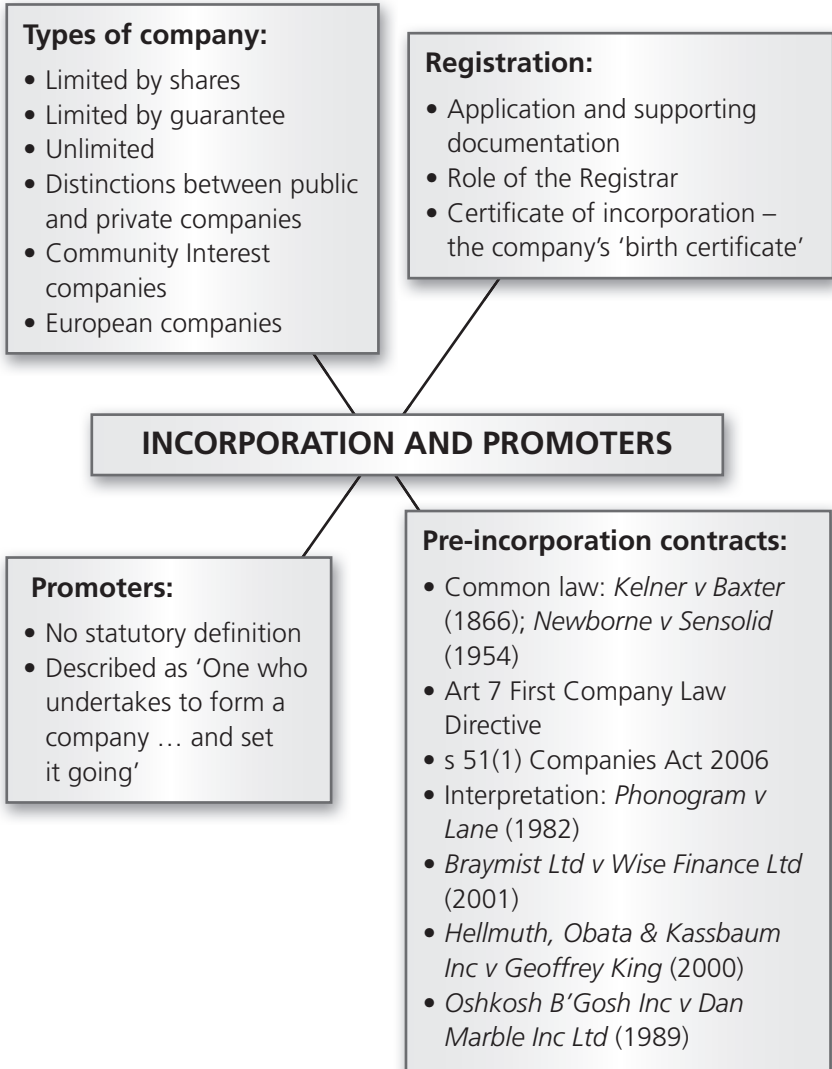 Types of company:
• Limited by shares
• Limited by guarantee
• Unlimited
• Distinctions between public
and private companies
• Community Interest
companies
• European companies
Registration:
• Application and supporting
documentation
• Role of the Registrar
• Certificate of incorporation –
the company’s ‘birth certificate’
INCORPORATION AND PROMOTERS
Promoters:
• No statutory definition
• Described as ‘One who
undertakes to form a
company … and set
it going’
Pre-incorporation contracts:
• Common law: Kelner v Baxter
(1866); Newborne v Sensolid
(1954)
• Art 7 First Company Law
Directive
• s 51(1) Companies Act 2006
• Interpretation: Phonogram v
Lane (1982)
• Braymist Ltd v Wise Finance Ltd
(2001)
• Hellmuth, Obata & Kassbaum
Inc v Geoffrey King (2000)
• Oshkosh B’Gosh Inc v Dan
Marble Inc Ltd (1989)